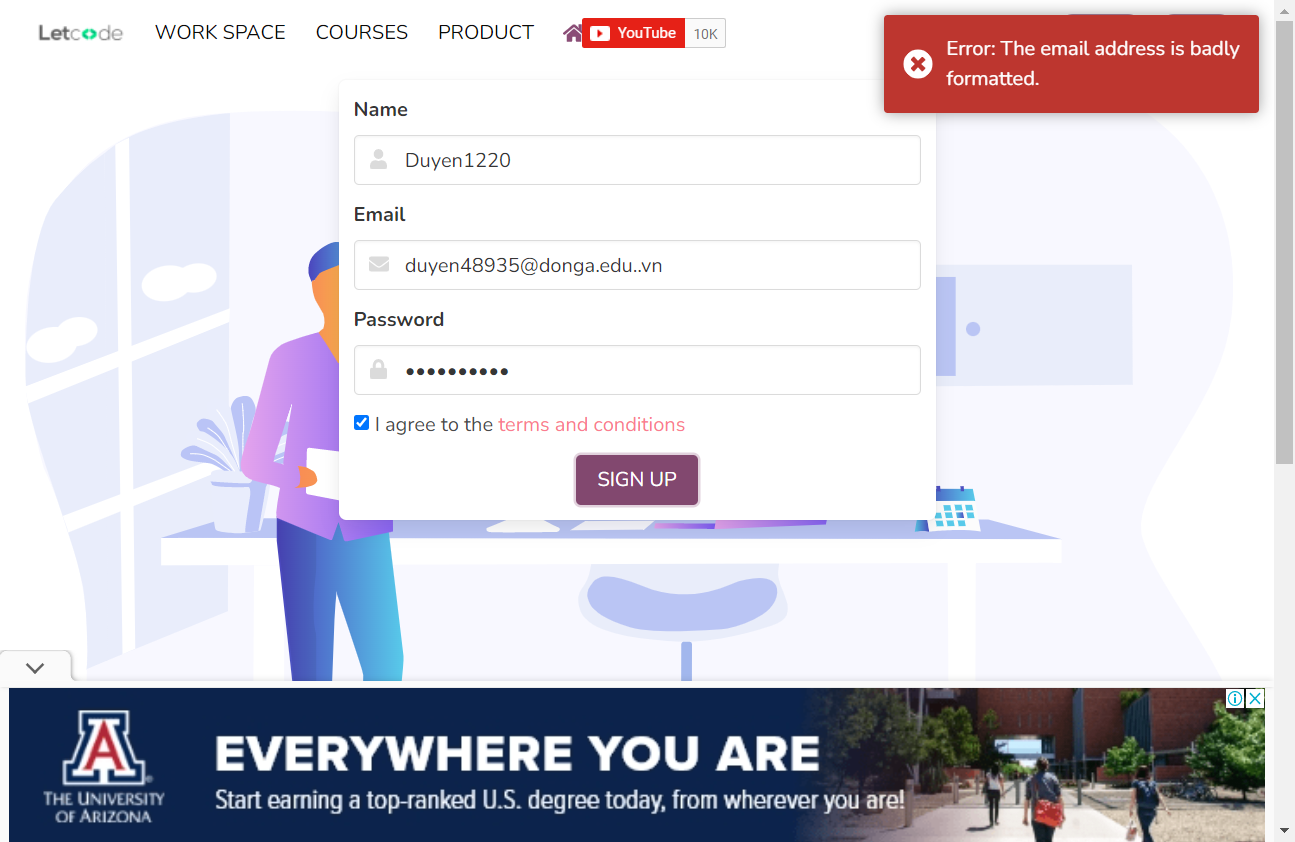 Letcode WORK SPACE COURSES PRODUCT YouTube 10K
Error: The email address is badly
formatted.
Name
Duyen1220
Email
duyen48935@donga.edu..vn
Password
••••••••••
I agree to the terms and conditions
SIGN UP
A
THE UNIVERSITY
OF ARIZONA
EVERYWHERE YOU ARE
Start earning a top-ranked U.S. degree today, from wherever you are!